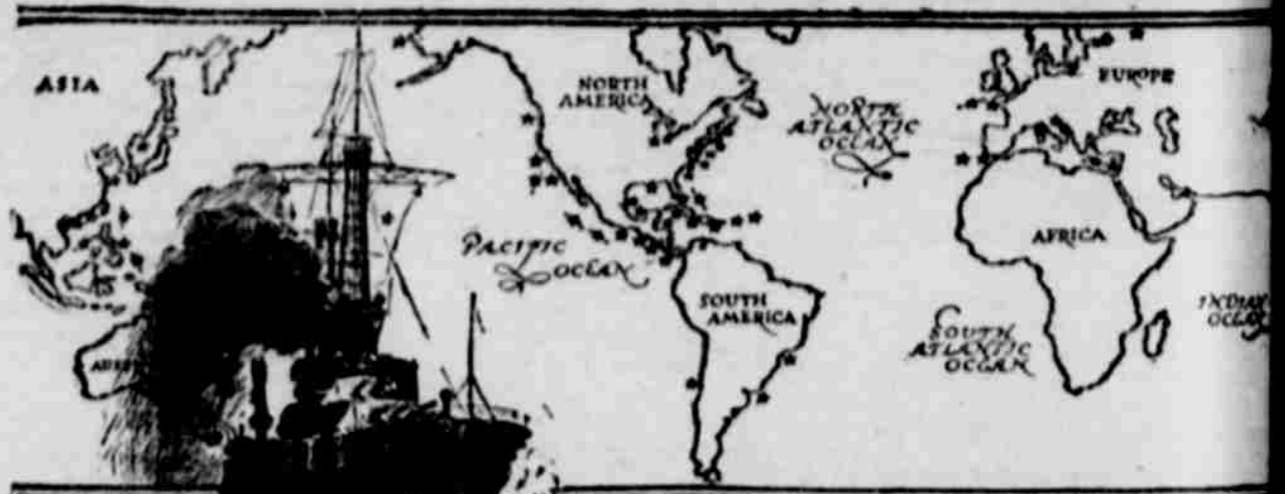 ASIA
NORTH
AMERICA
NORTH
ATLANTIC
OCEAN
EUROPE
PACIFIC
OCEAN
AFRICA
SOUTH
AMERICA
SOUTH
ATLANTIC
OCEAN
INDIAN
OCEAN